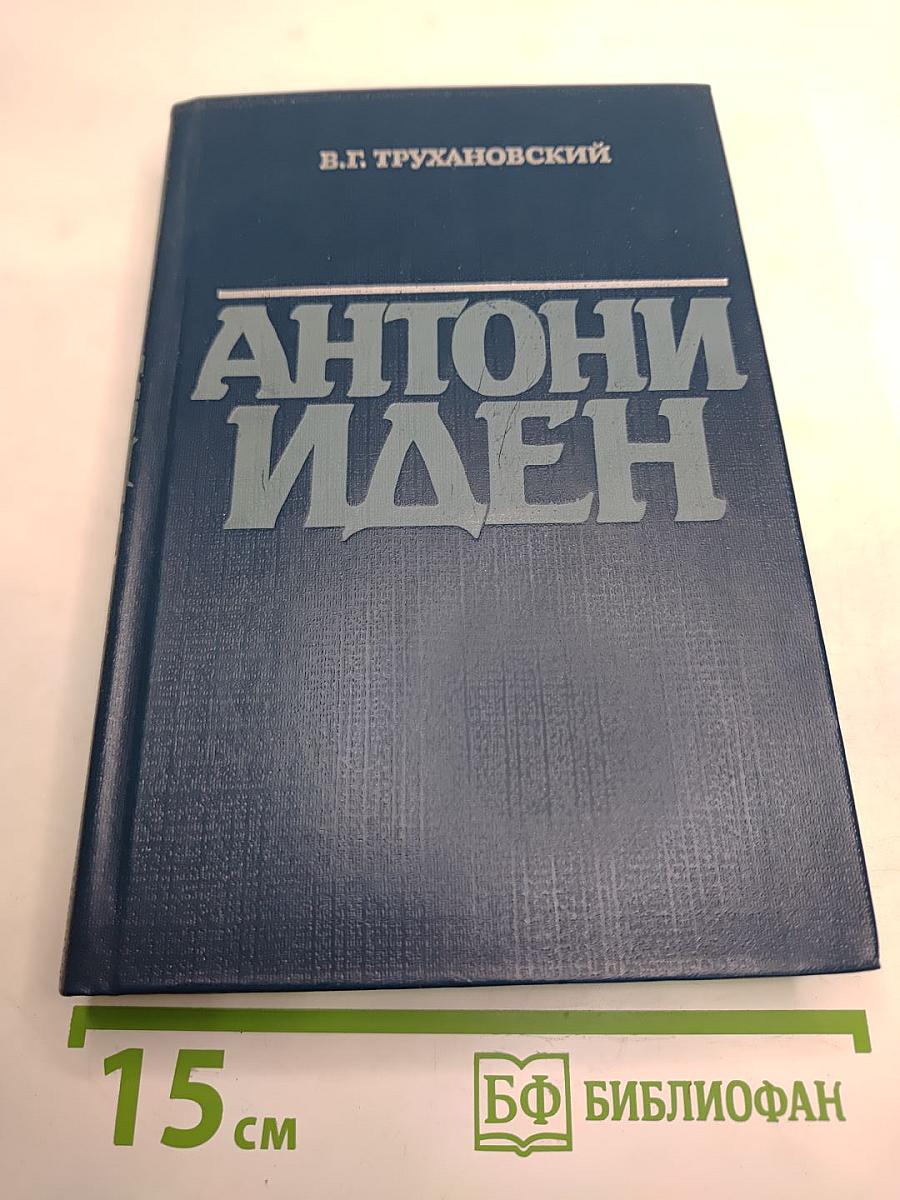 В.Г. ТРУХАНОВСКИЙ
АНТОНИ
ИДЕН
15 см
БФ БИБЛИОФАН